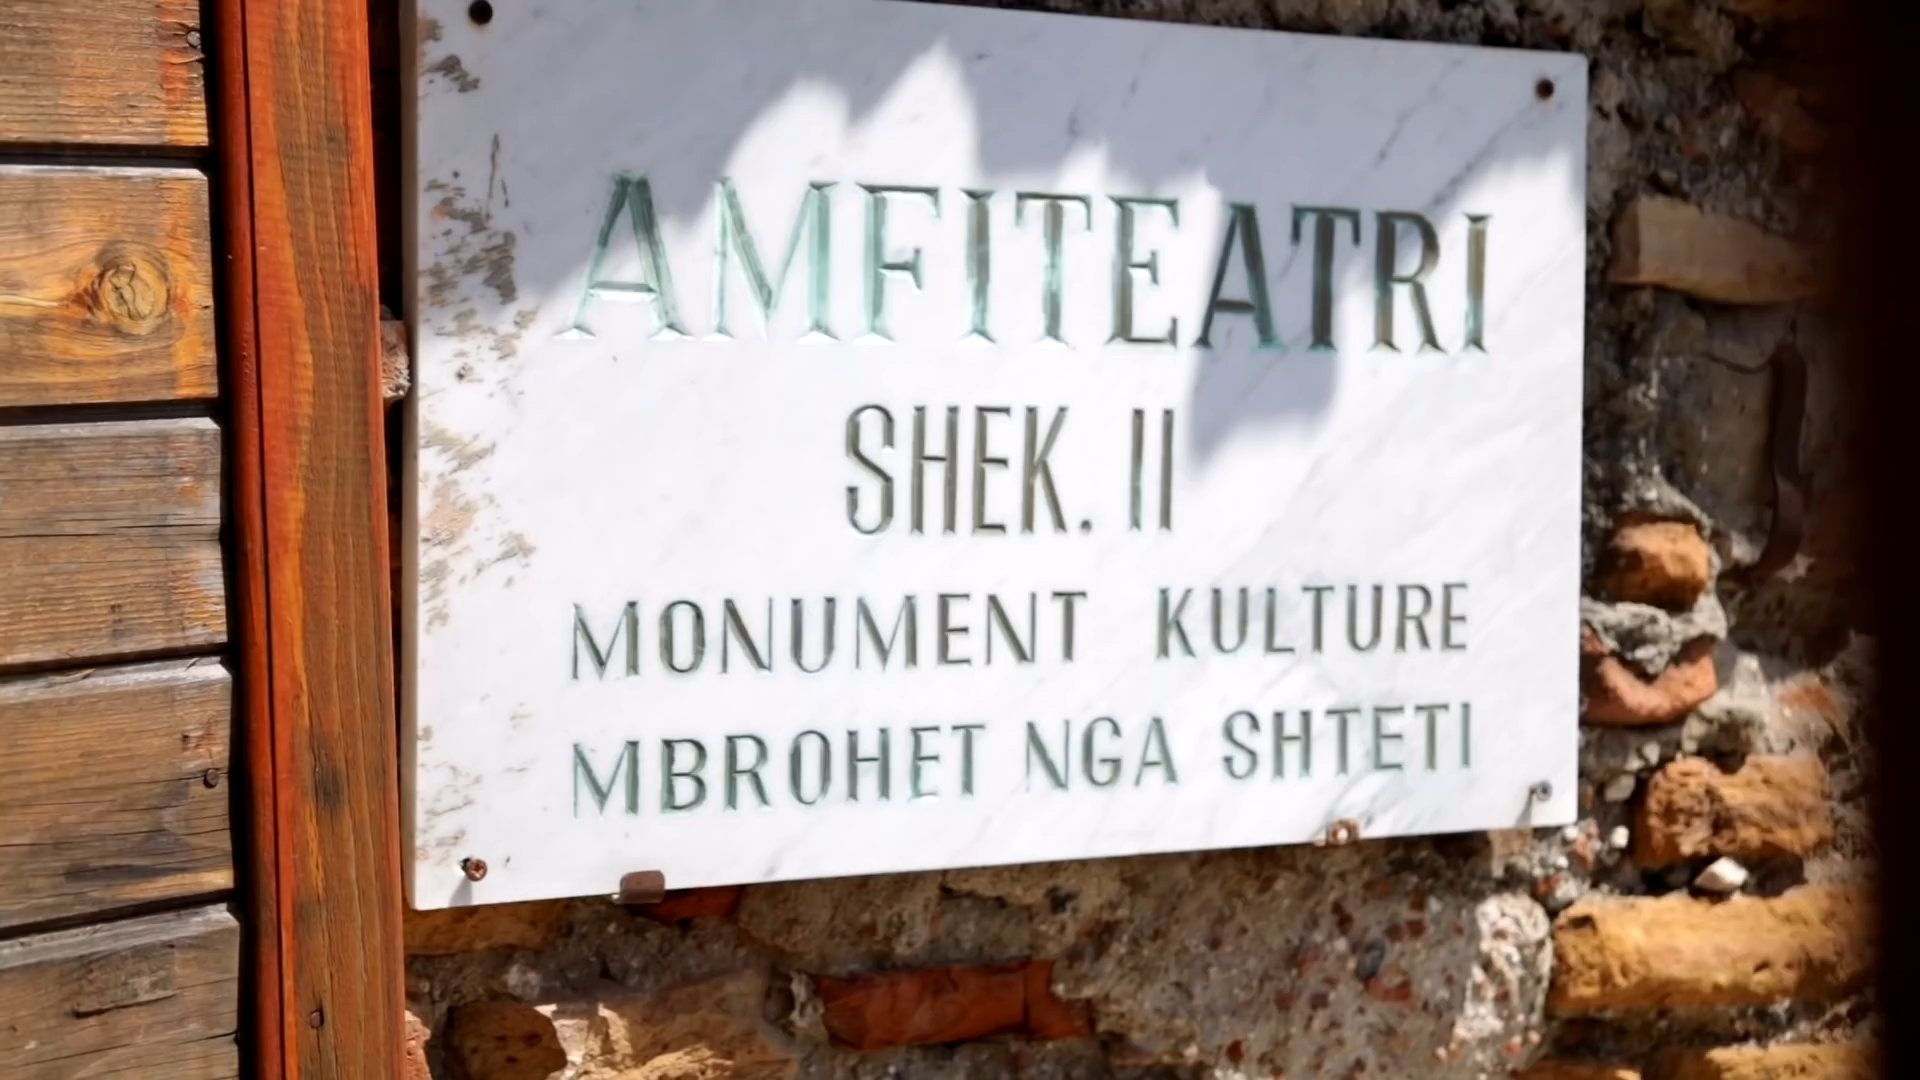 AMFITEATRI
SHEK. II
MONUMENT KULTURE
MBROHET NGA SHTETI